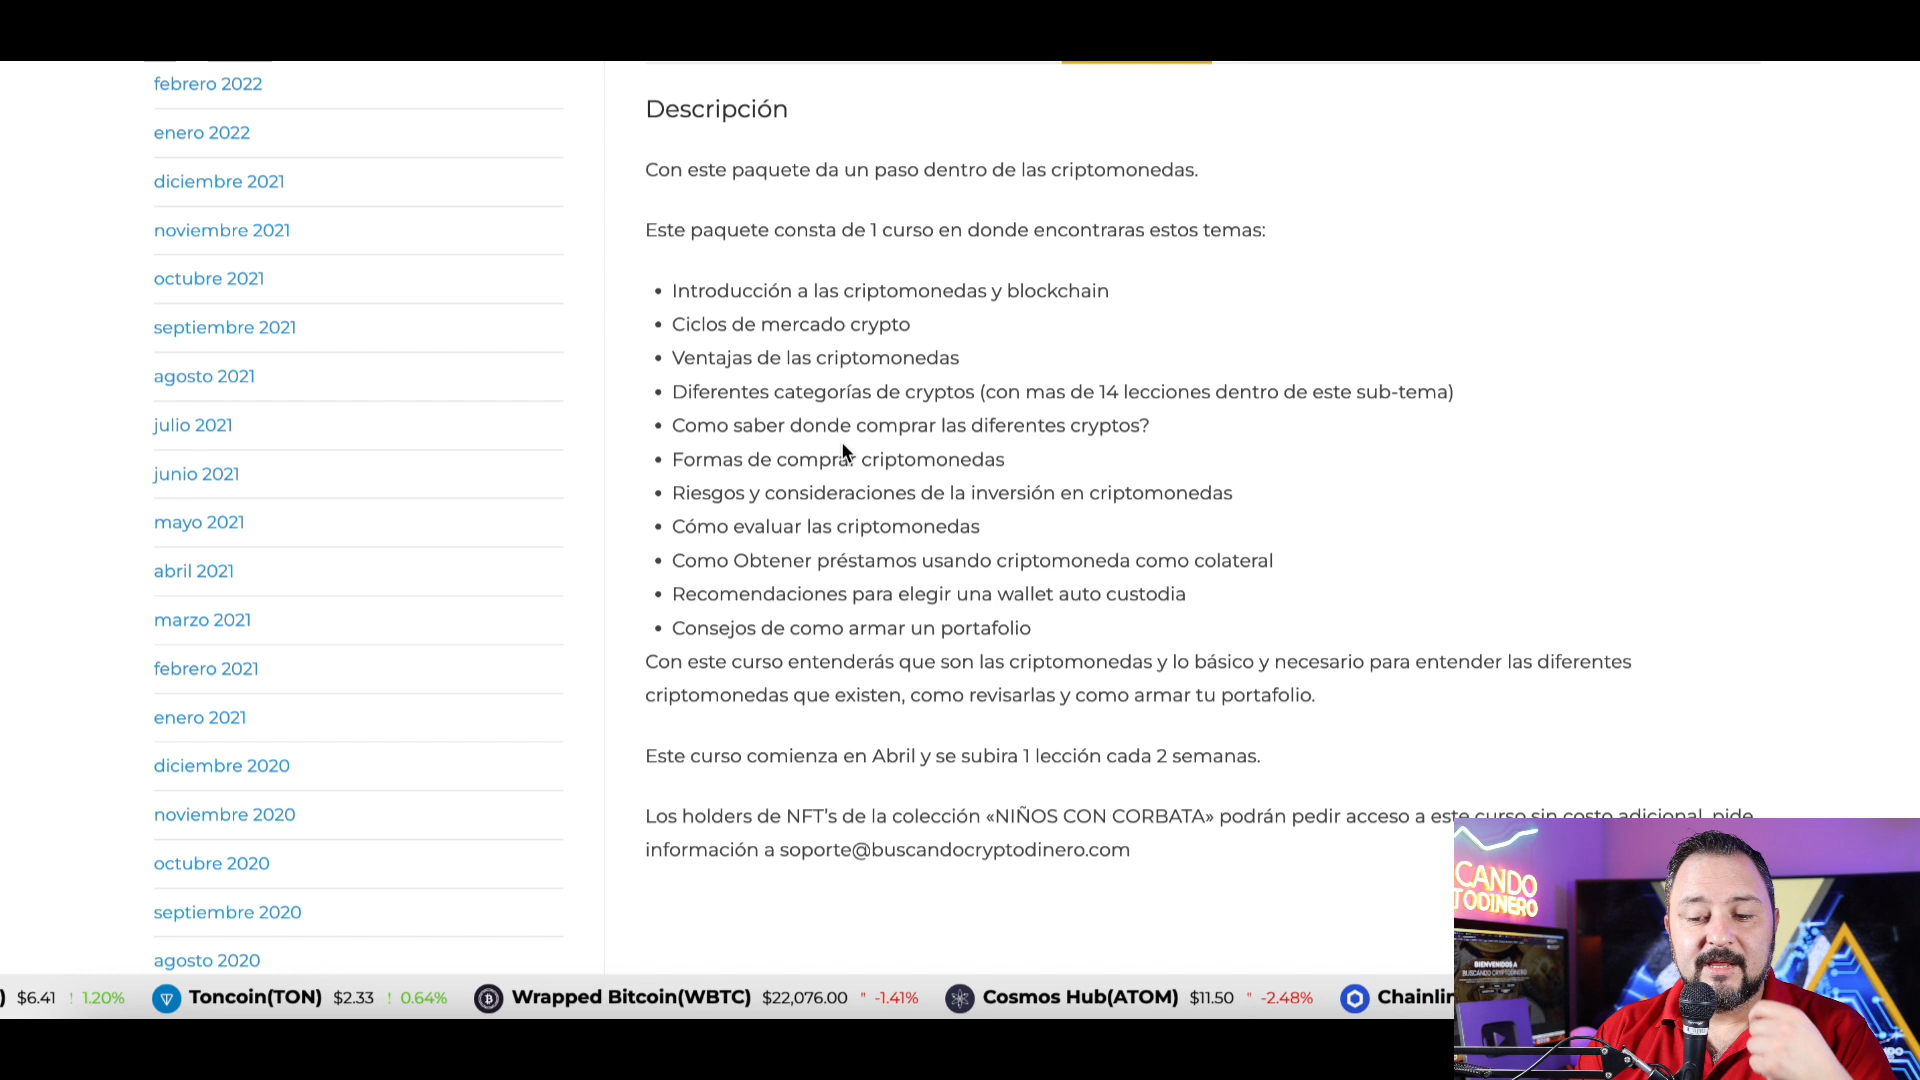 febrero 2022
enero 2022
diciembre 2021
noviembre 2021
octubre 2021
septiembre 2021
agosto 2021
julio 2021
junio 2021
mayo 2021
abril 2021
marzo 2021
febrero 2021
enero 2021
diciembre 2020
noviembre 2020
octubre 2020
septiembre 2020
agosto 2020
Descripción
Con este paquete da un paso dentro de las criptomonedas.
Este paquete consta de 1 curso en donde encontraras estos temas:
• Introducción a las criptomonedas y blockchain
• Ciclos de mercado crypto
• Ventajas de las criptomonedas
• Diferentes categorías de cryptos (con mas de 14 lecciones dentro de este sub-tema)
• Como saber donde comprar las diferentes cryptos?
• Formas de comprar criptomonedas
• Riesgos y consideraciones de la inversión en criptomonedas
• Cómo evaluar las criptomonedas
• Como Obtener préstamos usando criptomoneda como colateral
• Recomendaciones para elegir una wallet auto custodia
• Consejos de como armar un portafolio
Con este curso entenderás que son las criptomonedas y lo básico y necesario para entender las diferentes
criptomonedas que existen, como revisarlas y como armar tu portafolio.
Este curso comienza en Abril y se subira 1 lección cada 2 semanas.
Los holders de NFT's de la colección «NIÑOS CON CORBATA» podrán pedir acceso a este curso sin costo adicional, pide
información a soporte@buscandocryptodinero.com
CANDO
TODINERO
BIENVENIDOS A
BUSCANDO CRYPTODINERO
) $6.41 1.20% Toncoin(TON) $2.33 0.64% Wrapped Bitcoin(WBTC) $22,076.00 -1.41% Cosmos Hub(ATOM) $11.50 -2.48% Chainlin